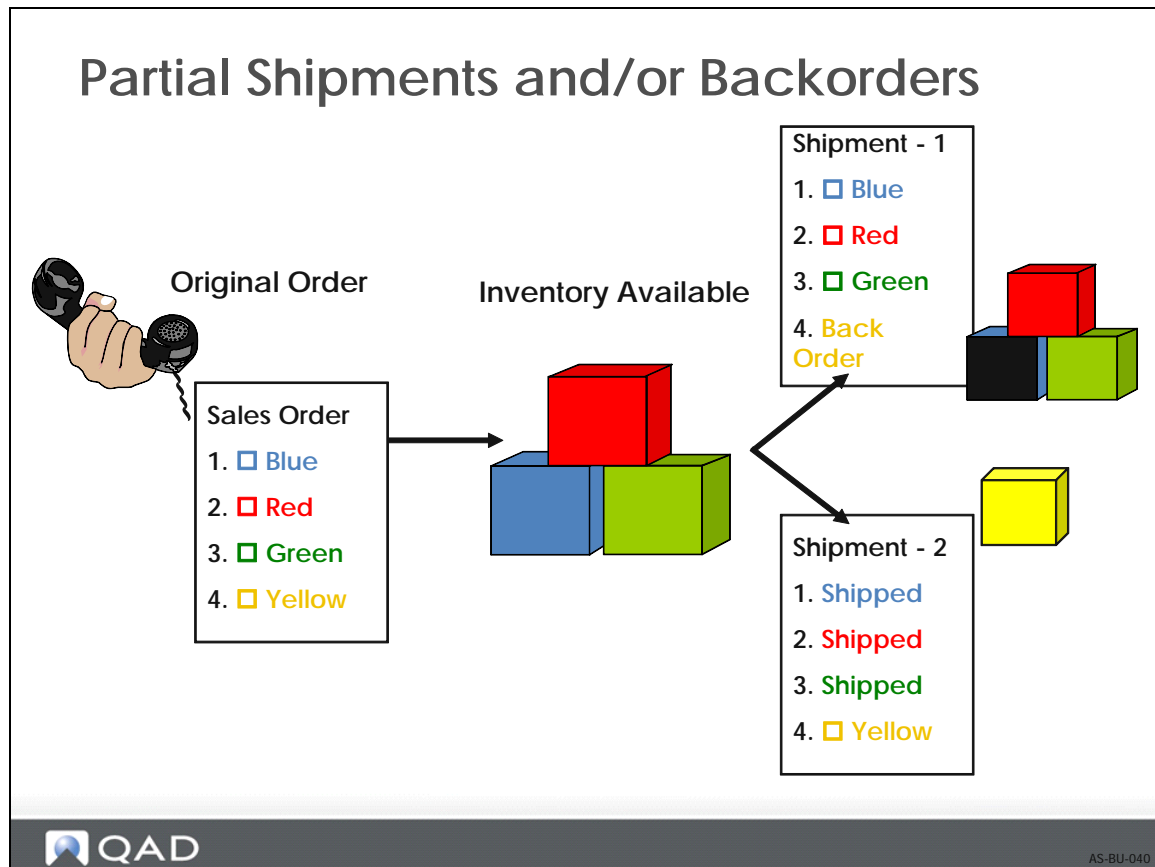 Partial Shipments and/or Backorders
Original Order
Sales Order
1. Blue
2. Red
3. Green
4. Yellow
Inventory Available
Shipment - 1
1. Blue
2. Red
3. Green
4. Back
Order
Shipment - 2
1. Shipped
2. Shipped
3. Shipped
4. Yellow
QAD
AS-BU-040